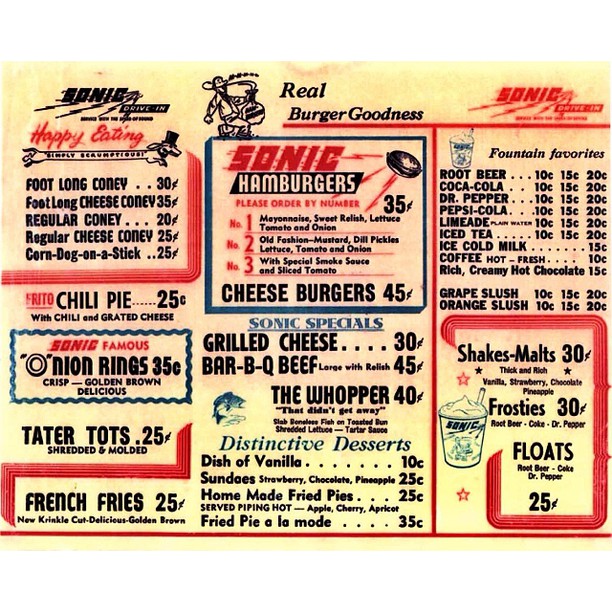 SONIC
DRIVE-IN
SERVICE WITH THE SPEED OF SOUND
Happy Eating
"SIMPLY SCRUMPTIOUS!"
FOOT LONG CONEY . . 30¢
Foot Long CHEESE CONEY 35¢
REGULAR CONEY . . . 20¢
Regular CHEESE CONEY 25¢
Corn-Dog-on-a-Stick . . 25¢
FRITO CHILI PIE ..... 25c
With CHILI and GRATED CHEESE
SONIC FAMOUS
"O"NION RINGS 35c
CRISP — GOLDEN BROWN
DELICIOUS
TATER TOTS . 25¢
SHREDDED & MOLDED
FRENCH FRIES 25¢
New Krinkle Cut-Delicious-Golden Brown
Real
Burger Goodness
SONIC
HAMBURGERS
PLEASE ORDER BY NUMBER 35¢
No. 1 Mayonnaise, Sweet Relish, Lettuce
Tomato and Onion
No. 2 Old Fashion—Mustard, Dill Pickles
Lettuce, Tomato and Onion
No. 3 With Special Smoke Sauce
and Sliced Tomato
CHEESE BURGERS 45¢
SONIC SPECIALS
GRILLED CHEESE . . . . 30¢
BAR-B-Q BEEF Large with Relish 45¢
THE WHOPPER 40¢
"That didn't get away"
Slab Boneless Fish on Toasted Bun
Shredded Lettuce — Tartar Sauce
Distinctive Desserts
Dish of Vanilla . . . . . . . 10c
Sundaes Strawberry, Chocolate, Pineapple 25c
Home Made Fried Pies . . . 25c
SERVED PIPING HOT — Apple, Cherry, Apricot
Fried Pie a la mode . . . . 35c
SONIC
DRIVE-IN
SERVICE WITH THE SPEED OF SOUND
Fountain favorites
ROOT BEER . . . 10c 15c 20c
COCA-COLA . . 10c 15c 20c
DR. PEPPER . . . 10c 15c 20c
PEPSI-COLA . . 10c 15c 20c
LIMEADE PLAIN WATER 10c 15c 20c
ICED TEA . . . . 10c 15c 20c
ICE COLD MILK . . . . . . . 15c
COFFEE HOT – FRESH . . . . 10c
Rich, Creamy Hot Chocolate 15c
GRAPE SLUSH 10c 15c 20c
ORANGE SLUSH 10c 15c 20c
Shakes-Malts 30¢
Thick and Rich
Vanilla, Strawberry, Chocolate
Pineapple
Frosties 30¢
Root Beer - Coke - Dr. Pepper
SONIC
FLOATS
Root Beer - Coke
Dr. Pepper
25¢